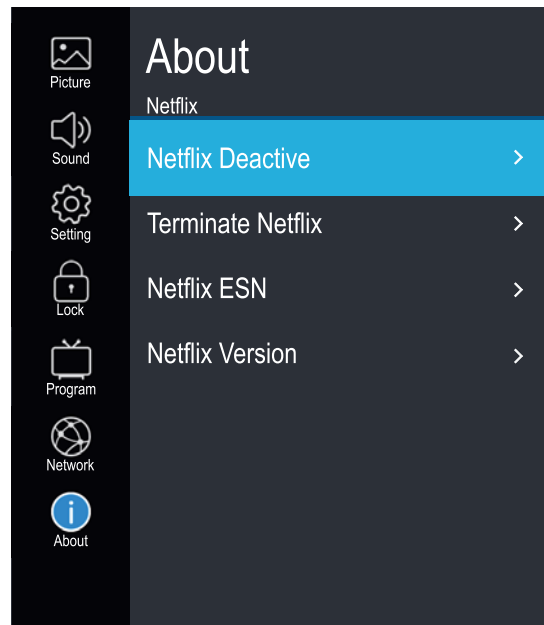 Picture
Sound
Setting
Lock
Program
Network
About
About
Netflix
Netflix Deactive
Terminate Netflix
Netflix ESN
Netflix Version